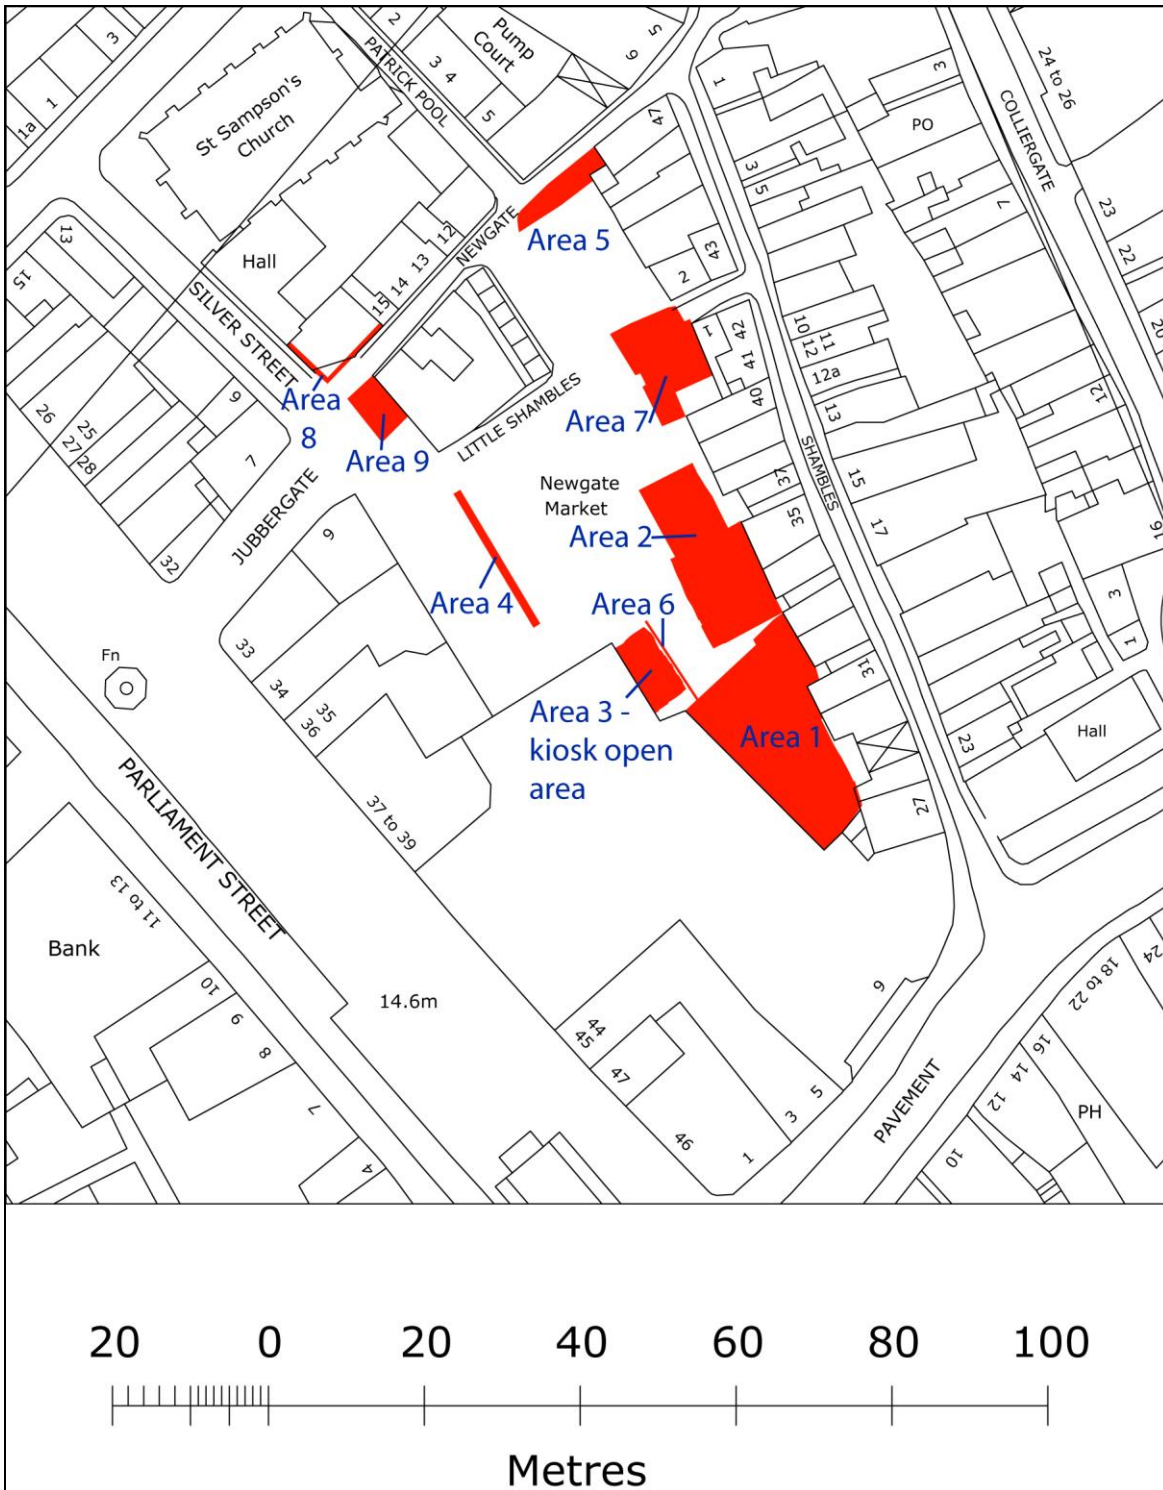 3
1
1a
St Sampson's
Church
2
PATRICK POOL
3
4
5
Pump
Court
5
6
47
1
3
PO
24 to 26
COLLIERGATE
3
5
7
23
22
20
13
15
Hall
SILVER STREET
12
13
14
15
NEWGATE
Area 5
43
2
1
42
41
40
10
11
12
12a
13
12
Area
8
Area 9
LITTLE SHAMBLES
Area 7
9
7
26
25
27
28
32
JUBBERGATE
9
Newgate
Market
Area 2
37
35
SHAMBLES
15
17
16
Area 4
Area 6
3
1
33
34
35
36
Fn
Area 3 -
kiosk open
area
Area 1
31
23
Hall
27
PARLIAMENT STREET
37 to 39
11 to 13
Bank
10
9
8
7
4
14.6m
44
45
47
46
1
3
5
6
PAVEMENT
24
18 to 22
16
14
12
10
PH
20 0 20 40 60 80 100
Metres